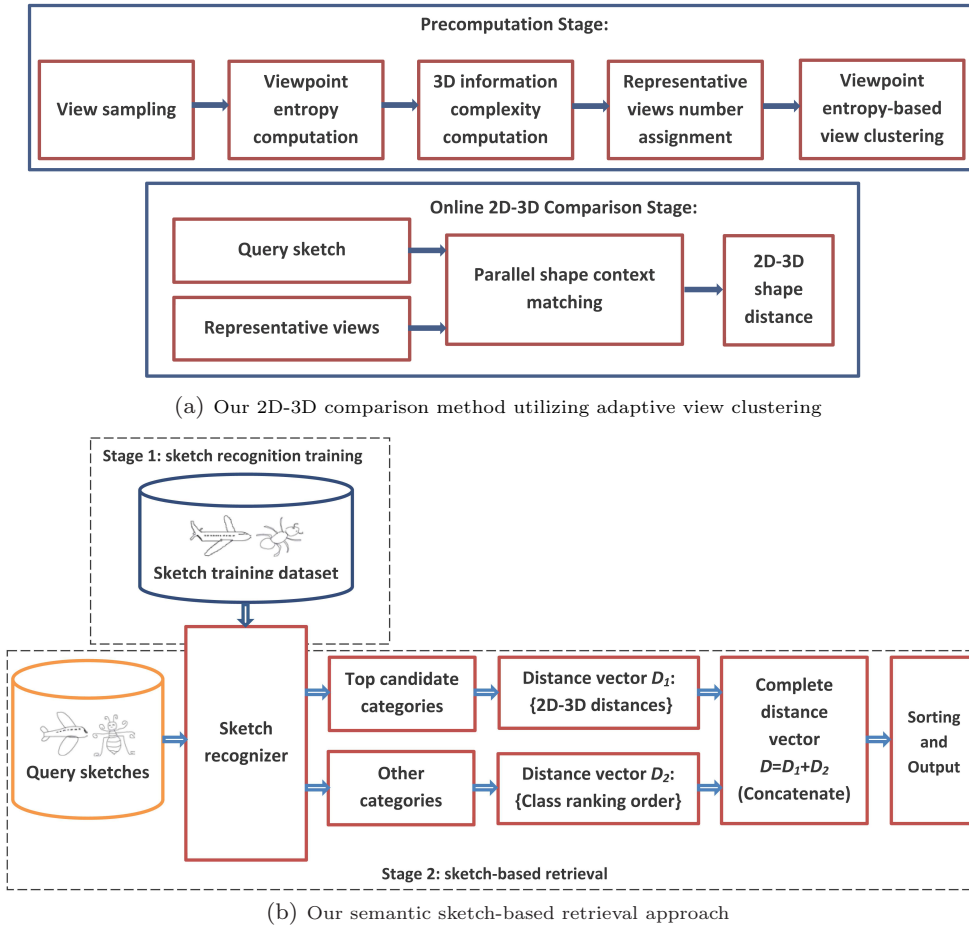 Precomputation Stage:
View sampling
Viewpoint
entropy
computation
3D information
complexity
computation
Representative
views number
assignment
Viewpoint
entropy-based
view clustering
Online 2D-3D Comparison Stage:
Query sketch
Representative views
Parallel shape context
matching
2D-3D
shape
distance
(a) Our 2D-3D comparison method utilizing adaptive view clustering
Stage 1: sketch recognition training
Sketch training dataset
Query sketches
Sketch
recognizer
Top candidate
categories
Distance vector D₁:
{2D-3D distances}
Other
categories
Distance vector D₂:
{Class ranking order}
Complete
distance
vector
D=D₁+D₂
(Concatenate)
Sorting
and
Output
Stage 2: sketch-based retrieval
(b) Our semantic sketch-based retrieval approach